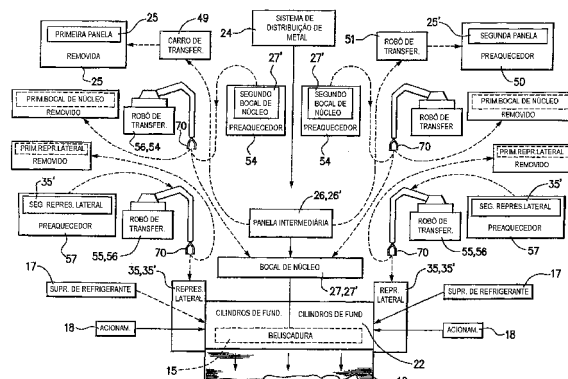 25
PRIMEIRA PANELA
REMOVIDA
25
49
CARRO DE
TRANSFER.
SISTEMA DE
DISTRIBUIÇÃO DE
METAL
24
51
ROBÔ DE
TRANSFER.
25'
SEGUNDA PANELA
PREAQUECEDOR
50
27'
SEGUNDO
BOCAL DE
NÚCLEO
PREAQUECEDOR
54
27'
SEGUNDO
BOCAL DE
NÚCLEO
PREAQUECEDOR
54
PRIM.BOCAL DE NÚCLEO
REMOVIDO
ROBÔ DE
TRANSFER.
56,54
70
PRIM.BOCAL DE NÚCLEO
REMOVIDO
ROBÔ DE
TRANSFER
70
54
PRIM.REPR.LATERAL
REMOVIDO
PRIM.REPR.LATERAL
REMOVIDO
35'
SEG. REPRES. LATERAL
PREAQUECEDOR
57
ROBÔ DE
TRANSFER.
55,56
70
PANELA INTER­MEDIÁRIA
26,26'
35'
SEG. REPRES. LATERAL
PREAQUECEDOR
57
ROBÔ DE
TRANSFER.
55,56
70
BOCAL DE NÚCLEO
27,27'
35,35'
REPRES.
LATERAL
35,35'
REPR.
LATERAL
17
SUPR. DE REFRIGERANTE
17
SUPR. DE REFRIGERANTE
CILINDROS DE FUND.
CILINDROS DE FUND
18
ACIONAM.
ACIONAM.
18
BELISCADURA
15
22